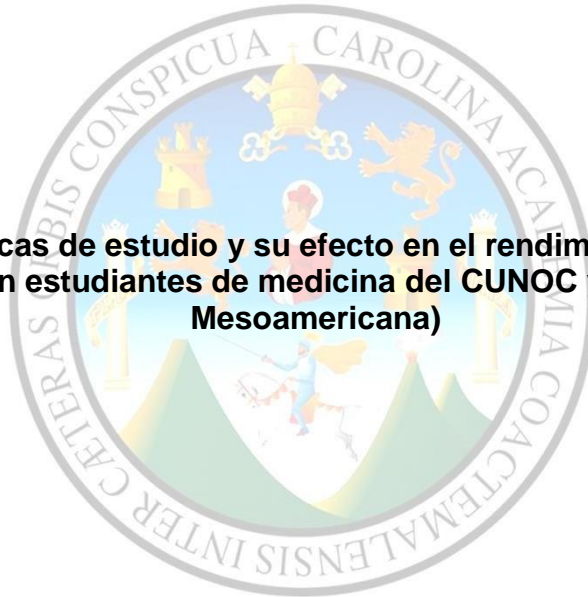 CAROLINA ACADEMIA COACTEMALENSIS INTER CÆTERAS ORBIS CONSPICUA
cas de estudio y su efecto en el rendim
n estudiantes de medicina del CUNOC
Mesoamericana)